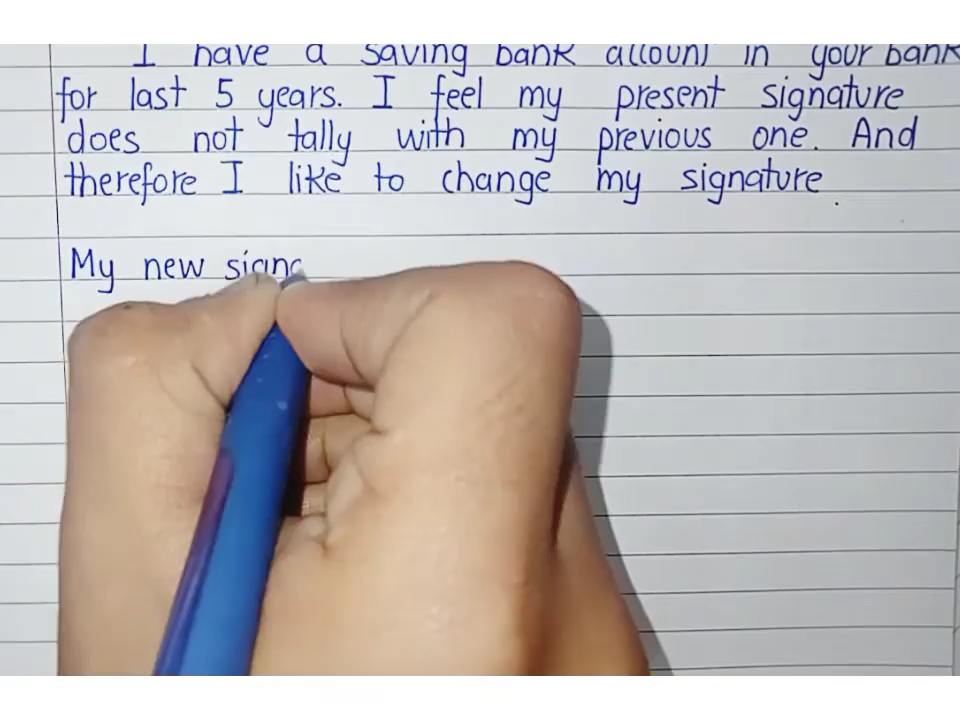 I have a saving bank account in your bank
for last 5 years. I feel my present signature
does not tally with my previous one. And
therefore I like to change my signature.
My new